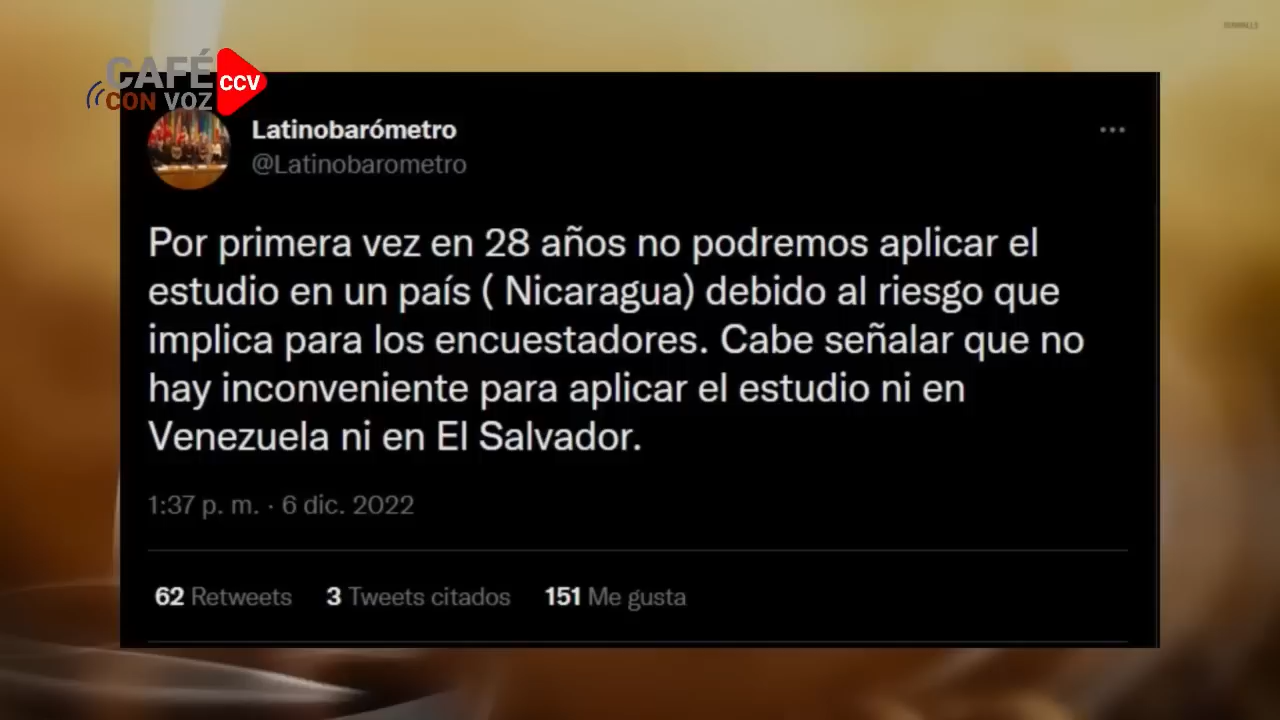 CAFÉ
CON VOZ
CCV
Latinobarómetro
@Latinobarometro
Por primera vez en 28 años no podremos aplicar el
estudio en un país ( Nicaragua) debido al riesgo que
implica para los encuestadores. Cabe señalar que no
hay inconveniente para aplicar el estudio ni en
Venezuela ni en El Salvador.
1:37 p. m. · 6 dic. 2022
62 Retweets 3 Tweets citados 151 Me gusta